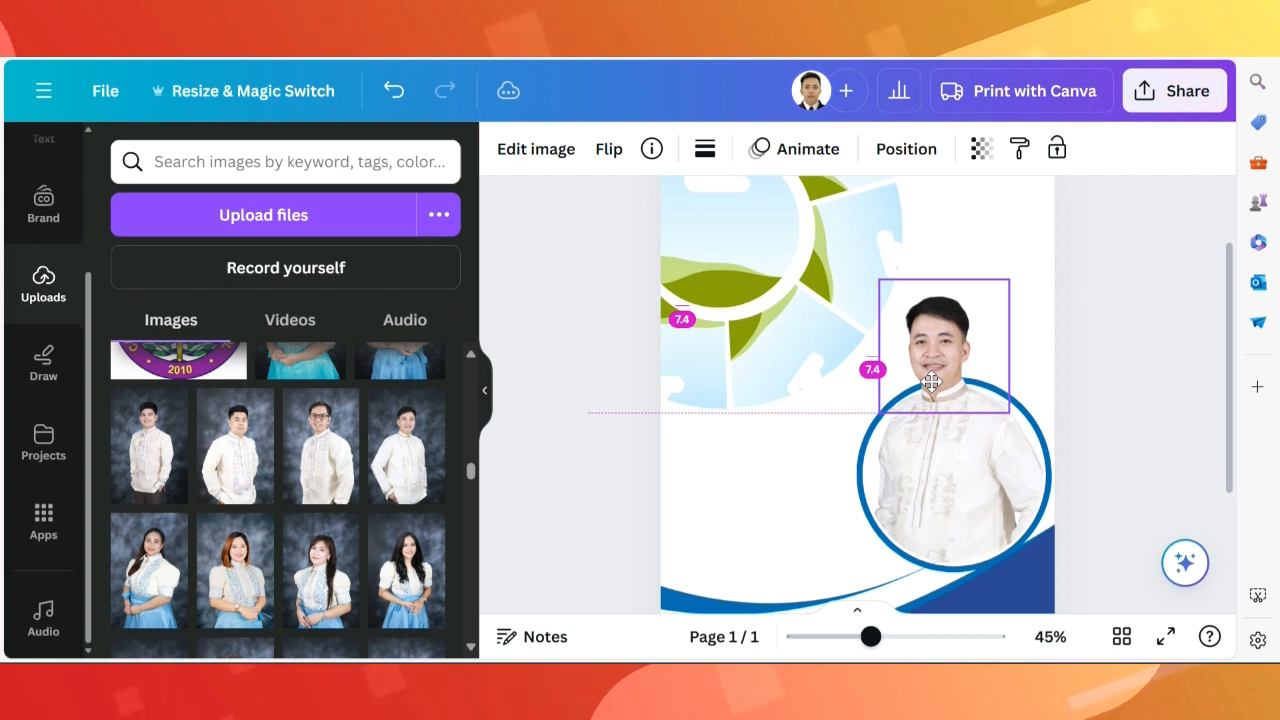 File
Resize & Magic Switch
Print with Canva
Share
Text
Brand
Uploads
Draw
Projects
Apps
Audio
Search images by keyword, tags, color...
Upload files
Record yourself
Images
Videos
Audio
2010
Edit image
Flip
Animate
Position
7.4
7.4
Notes
Page 1 / 1
45%